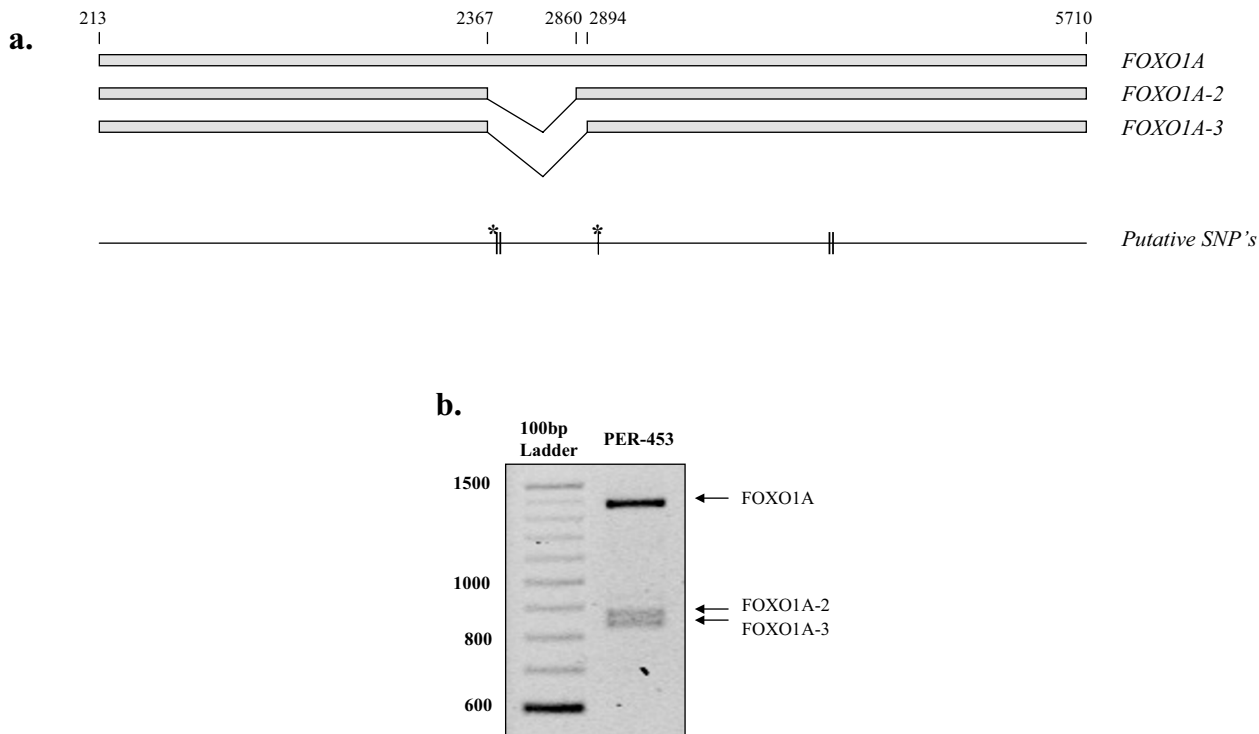 a.
213 2367 2860 2894 5710
FOXO1A
FOXO1A-2
FOXO1A-3
* *
Putative SNP's
b.
100bp
Ladder
PER-453
1500
1000
800
600
FOXO1A
FOXO1A-2
FOXO1A-3